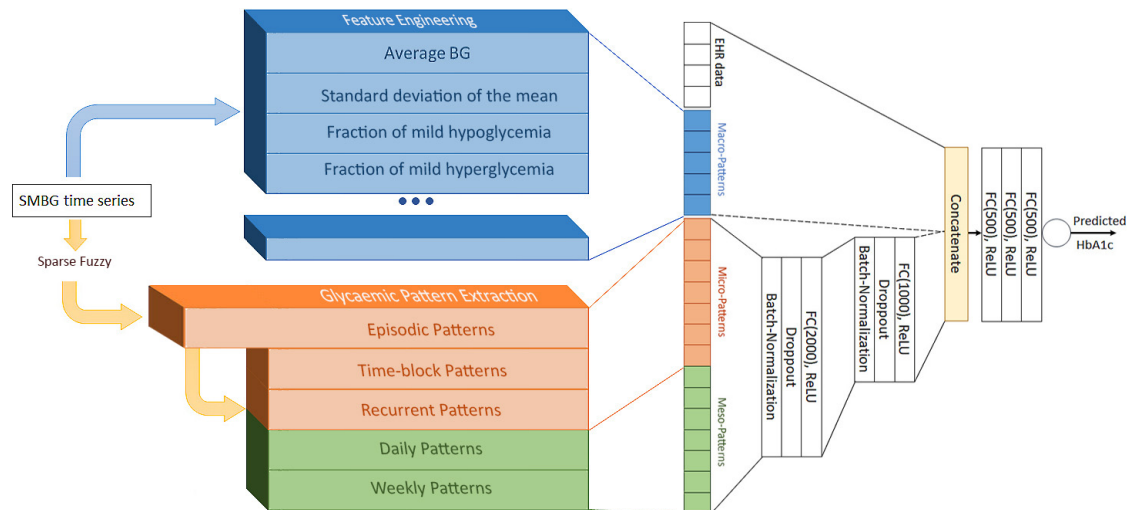 Feature Engineering
Average BG
Standard deviation of the mean
Fraction of mild hypoglycemia
Fraction of mild hyperglycemia
SMBG time series
Sparse Fuzzy
Glycaemic Pattern Extraction
Episodic Patterns
Time-block Patterns
Recurrent Patterns
Daily Patterns
Weekly Patterns
EHR data
Macro-Patterns
Micro-Patterns
Meso-Patterns
Batch-Normalization
Droppout
FC(2000), ReLU
Batch-Normalization
Droppout
FC(1000), ReLU
Concatenate
FC(500), ReLU
FC(500), ReLU
FC(500), ReLU
Predicted
HbA1c